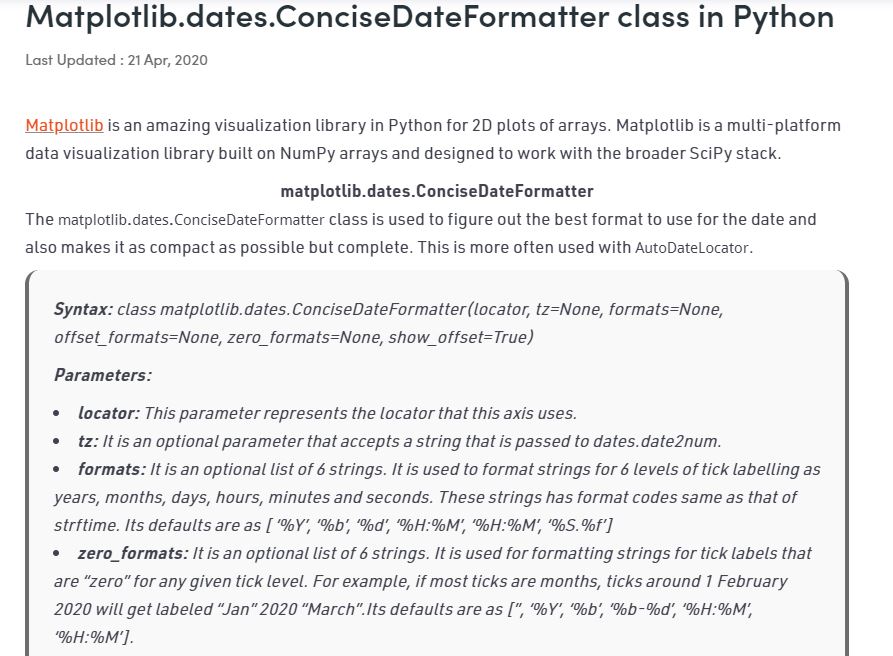 Matplotlib.dates.ConciseDateFormatter class in Python
Last Updated : 21 Apr, 2020
Matplotlib is an amazing visualization library in Python for 2D plots of arrays. Matplotlib is a multi-platform
data visualization library built on NumPy arrays and designed to work with the broader SciPy stack.
matplotlib.dates.ConciseDateFormatter
The matplotlib.dates.ConciseDateFormatter class is used to figure out the best format to use for the date and
also makes it as compact as possible but complete. This is more often used with AutoDateLocator.
Syntax: class matplotlib.dates.ConciseDateFormatter(locator, tz=None, formats=None,
offset_formats=None, zero_formats=None, show_offset=True)
Parameters:
• locator: This parameter represents the locator that this axis uses.
• tz: It is an optional parameter that accepts a string that is passed to dates.date2num.
• formats: It is an optional list of 6 strings. It is used to format strings for 6 levels of tick labelling as
years, months, days, hours, minutes and seconds. These strings has format codes same as that of
strftime. Its defaults are as [ ‘%Y’, ‘%b’, ‘%d’, ‘%H:%M’, ‘%H:%M’, ‘%S.%f’]
• zero_formats: It is an optional list of 6 strings. It is used for formatting strings for tick labels that
are “zero” for any given tick level. For example, if most ticks are months, ticks around 1 February
2020 will get labeled “Jan” 2020 “March”.Its defaults are as [”, ‘%Y’, ‘%b’, ‘%b-%d’, ‘%H:%M’,
‘%H:%M’].